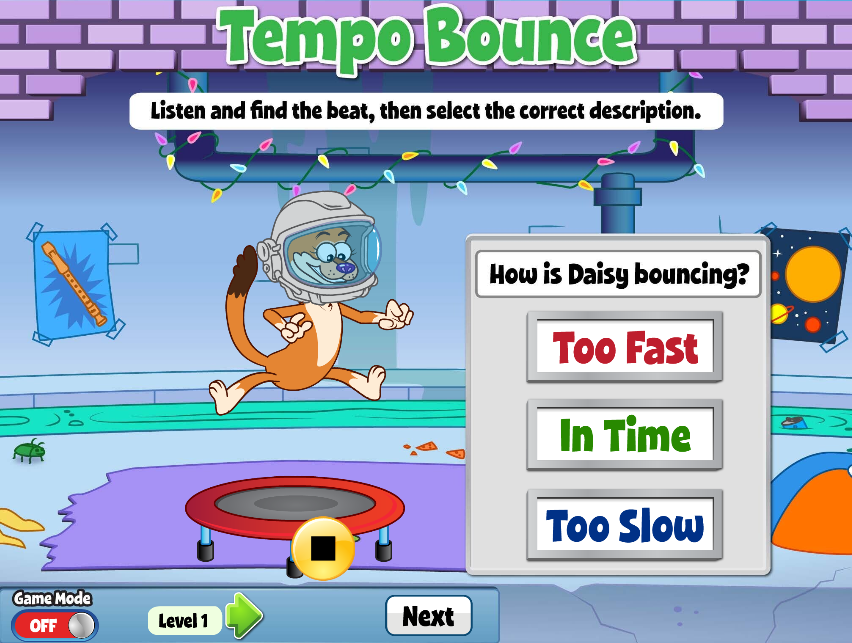 Tempo Bounce
Listen and find the beat, then select the correct description.
How is Daisy bouncing?
Too Fast
In Time
Too Slow
Game Mode
OFF
Level 1
Next